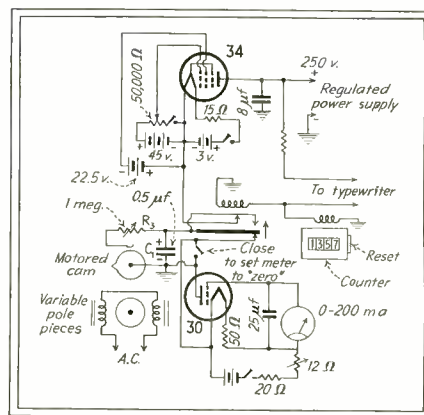 34
250 v.
+
Regulated
power supply
-
50,000 Ω
15Ω
8 μf
45 v.
3 v.
22.5 v.
1 meg.
R3
0.5 μf
To typewriter
C1
Close
to set meter
to "zero"
1357
Reset
Counter
Motored
cam
Variable
pole
pieces
A.C.
30
50 Ω
25 μf
0-200 ma
12 Ω
20 Ω